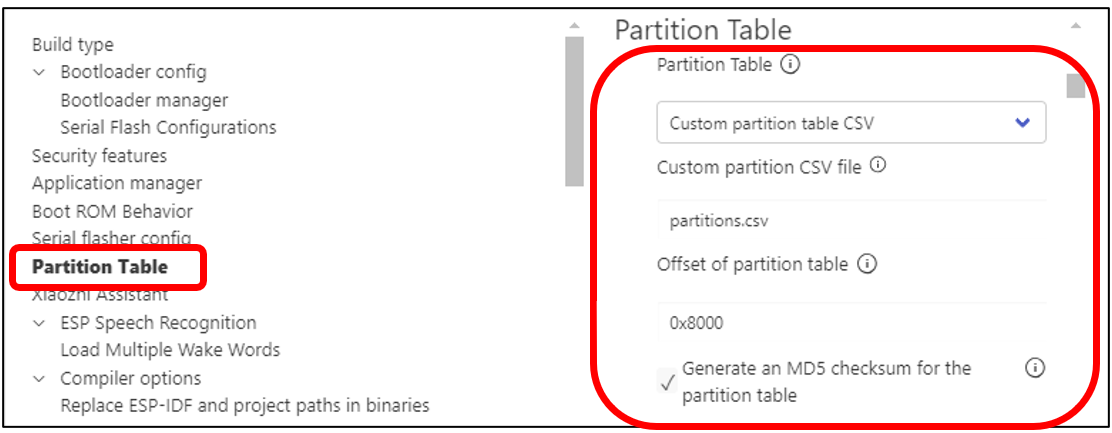 Build type
Bootloader config
Bootloader manager
Serial Flash Configurations
Security features
Application manager
Boot ROM Behavior
Serial flasher config
Partition Table
Xiaozhi Assistant
ESP Speech Recognition
Load Multiple Wake Words
Compiler options
Replace ESP-IDF and project paths in binaries
Partition Table
Partition Table
Custom partition table CSV
Custom partition CSV file
partitions.csv
Offset of partition table
0x8000
Generate an MD5 checksum for the
partition table